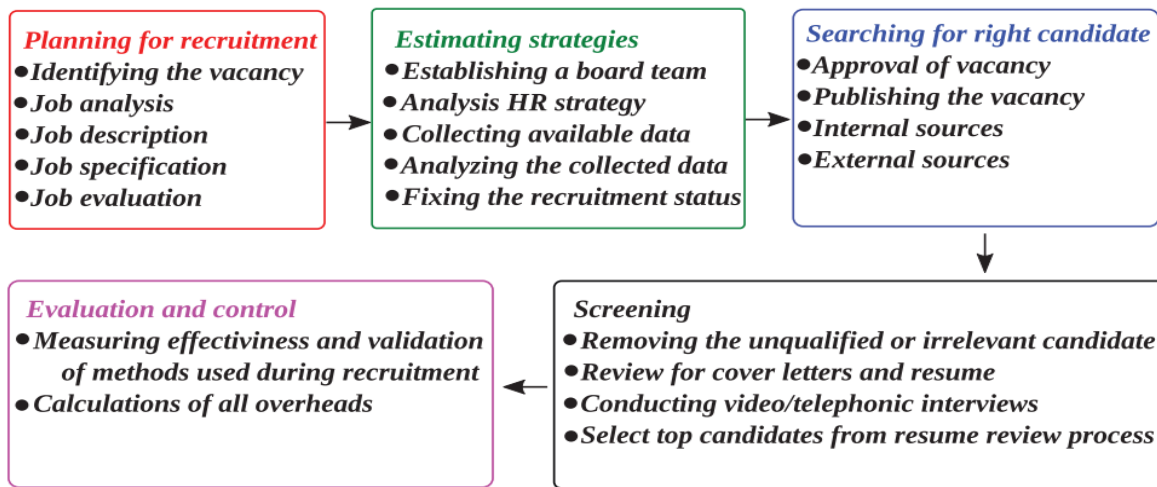 Planning for recruitment
●Identifying the vacancy
●Job analysis
●Job description
●Job specification
●Job evaluation
Estimating strategies
●Establishing a board team
●Analysis HR strategy
●Collecting available data
●Analyzing the collected data
●Fixing the recruitment status
Searching for right candidate
●Approval of vacancy
●Publishing the vacancy
●Internal sources
●External sources
Screening
●Removing the unqualified or irrelevant candidate
●Review for cover letters and resume
●Conducting video/telephonic interviews
●Select top candidates from resume review process
Evaluation and control
●Measuring effectiviness and validation
of methods used during recruitment
●Calculations of all overheads